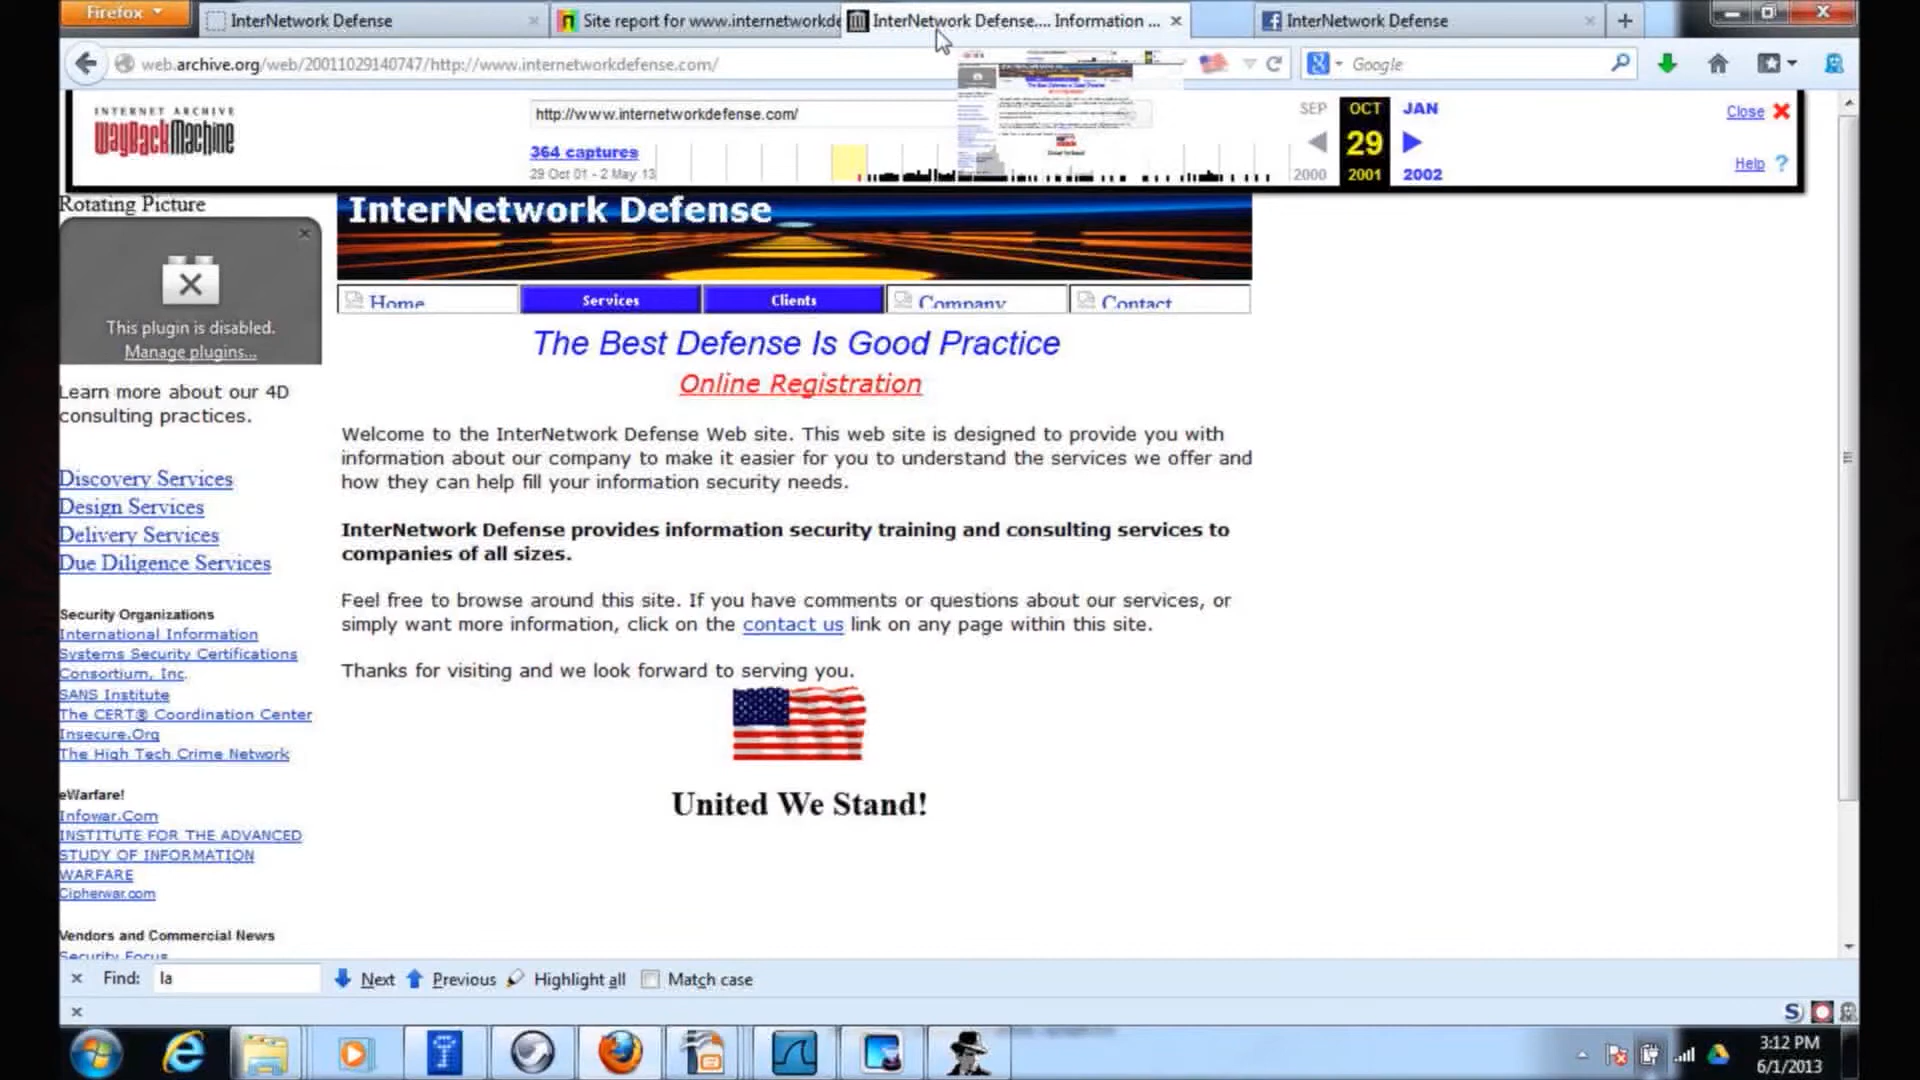 Firefox
InterNetwork Defense
Site report for www.internetworkde
InterNetwork Defense.... Information ...
InterNetwork Defense
web.archive.org/web/20011029140747/http://www.internetworkdefense.com/
Google
INTERNET ARCHIVE
WayBackMachine
http://www.internetworkdefense.com/
364 captures
29 Oct 01 - 2 May 13
SEP
OCT
JAN
29
2000
2001
2002
Close
Help ?
Rotating Picture
This plugin is disabled.
Manage plugins...
Learn more about our 4D
consulting practices.
Discovery Services
Design Services
Delivery Services
Due Diligence Services
Security Organizations
International Information
Systems Security Certifications
Consortium, Inc.
SANS Institute
The CERT® Coordination Center
Insecure.Org
The High Tech Crime Network
eWarfare!
Infowar.Com
INSTITUTE FOR THE ADVANCED
STUDY OF INFORMATION
WARFARE
Cipherwar.com
Vendors and Commercial News
Security Focus
InterNetwork Defense
Home
Services
Clients
Company
Contact
The Best Defense Is Good Practice
Online Registration
Welcome to the InterNetwork Defense Web site. This web site is designed to provide you with
information about our company to make it easier for you to understand the services we offer and
how they can help fill your information security needs.
InterNetwork Defense provides information security training and consulting services to
companies of all sizes.
Feel free to browse around this site. If you have comments or questions about our services, or
simply want more information, click on the contact us link on any page within this site.
Thanks for visiting and we look forward to serving you.
United We Stand!
Find: la
Next
Previous
Highlight all
Match case
3:12 PM
6/1/2013